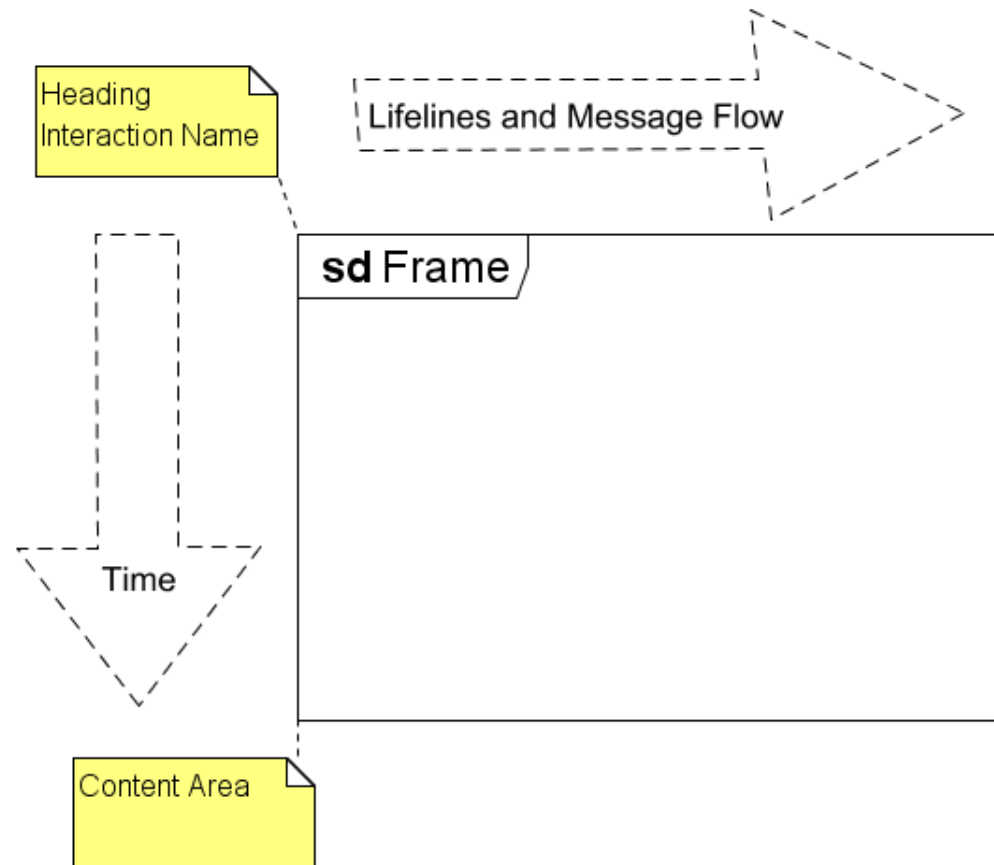 Heading
Interaction Name
Lifelines and Message Flow
sd Frame
Time
Content Area